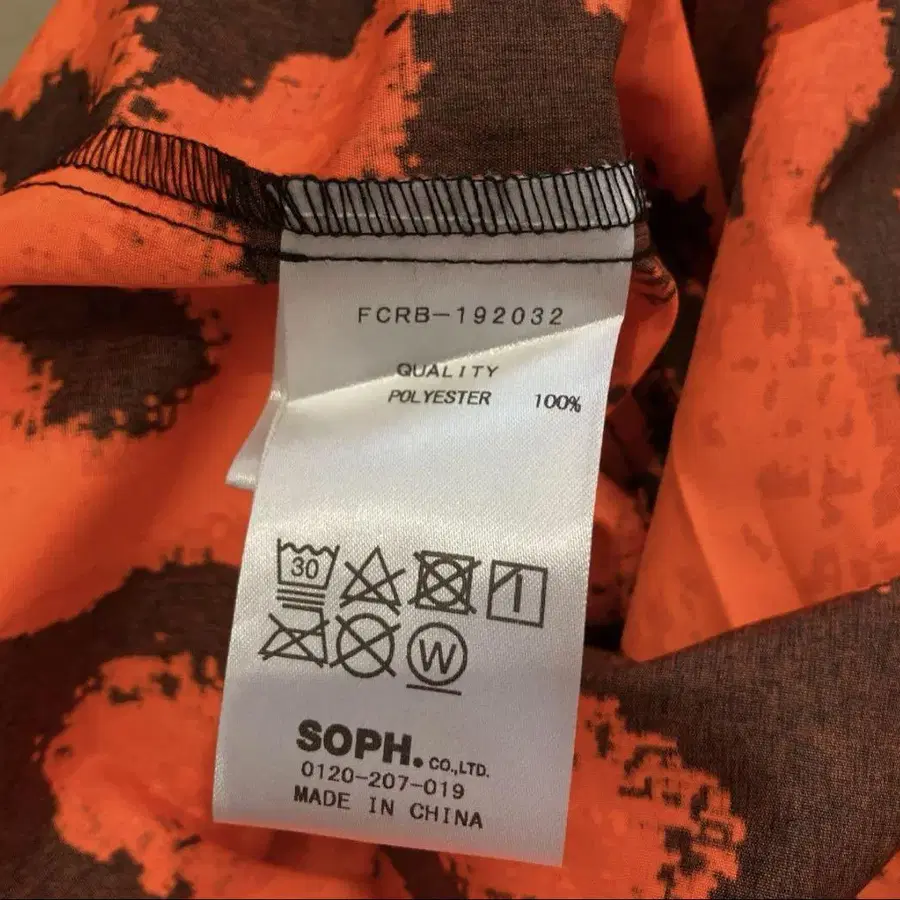 FCRB-192032
QUALITY
POLYESTER 100%
30
W
SOPH. CO.,LTD.
0120-207-019
MADE IN CHINA